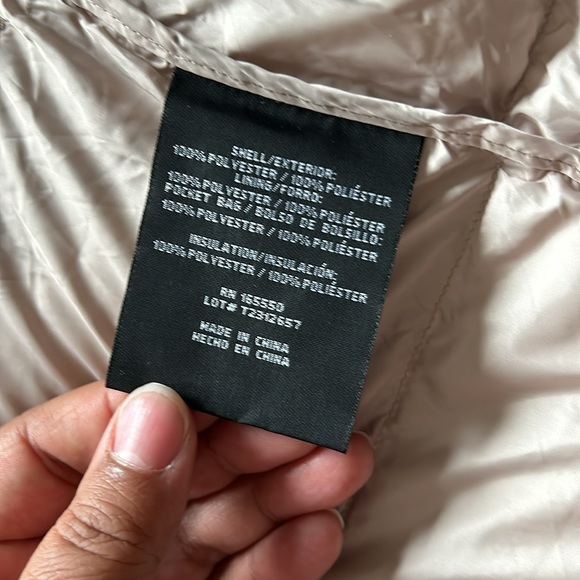 SHELL/EXTERIOR:
100% POLYESTER / 100% POLIÉSTER
LINING/FORRO:
100% POLYESTER / 100% POLIÉSTER
POCKET BAG / BOLSO DE BOLSILLO:
100% POLYESTER / 100% POLIÉSTER
INSULATION/INSULACIÓN:
100% POLYESTER / 100% POLIÉSTER
RN 165550
LOT# T2312657
MADE IN CHINA
HECHO EN CHINA